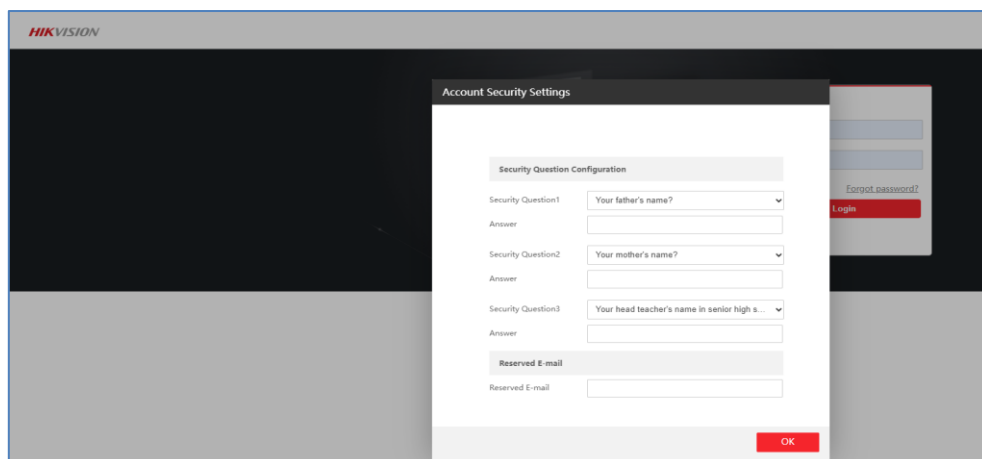 HIKVISION
Account Security Settings
Security Question Configuration
Security Question1 Your father's name?
Answer
Security Question2 Your mother's name?
Answer
Security Question3 Your head teacher's name in senior high s...
Answer
Reserved E-mail
Reserved E-mail
OK
Forgot password?
Login